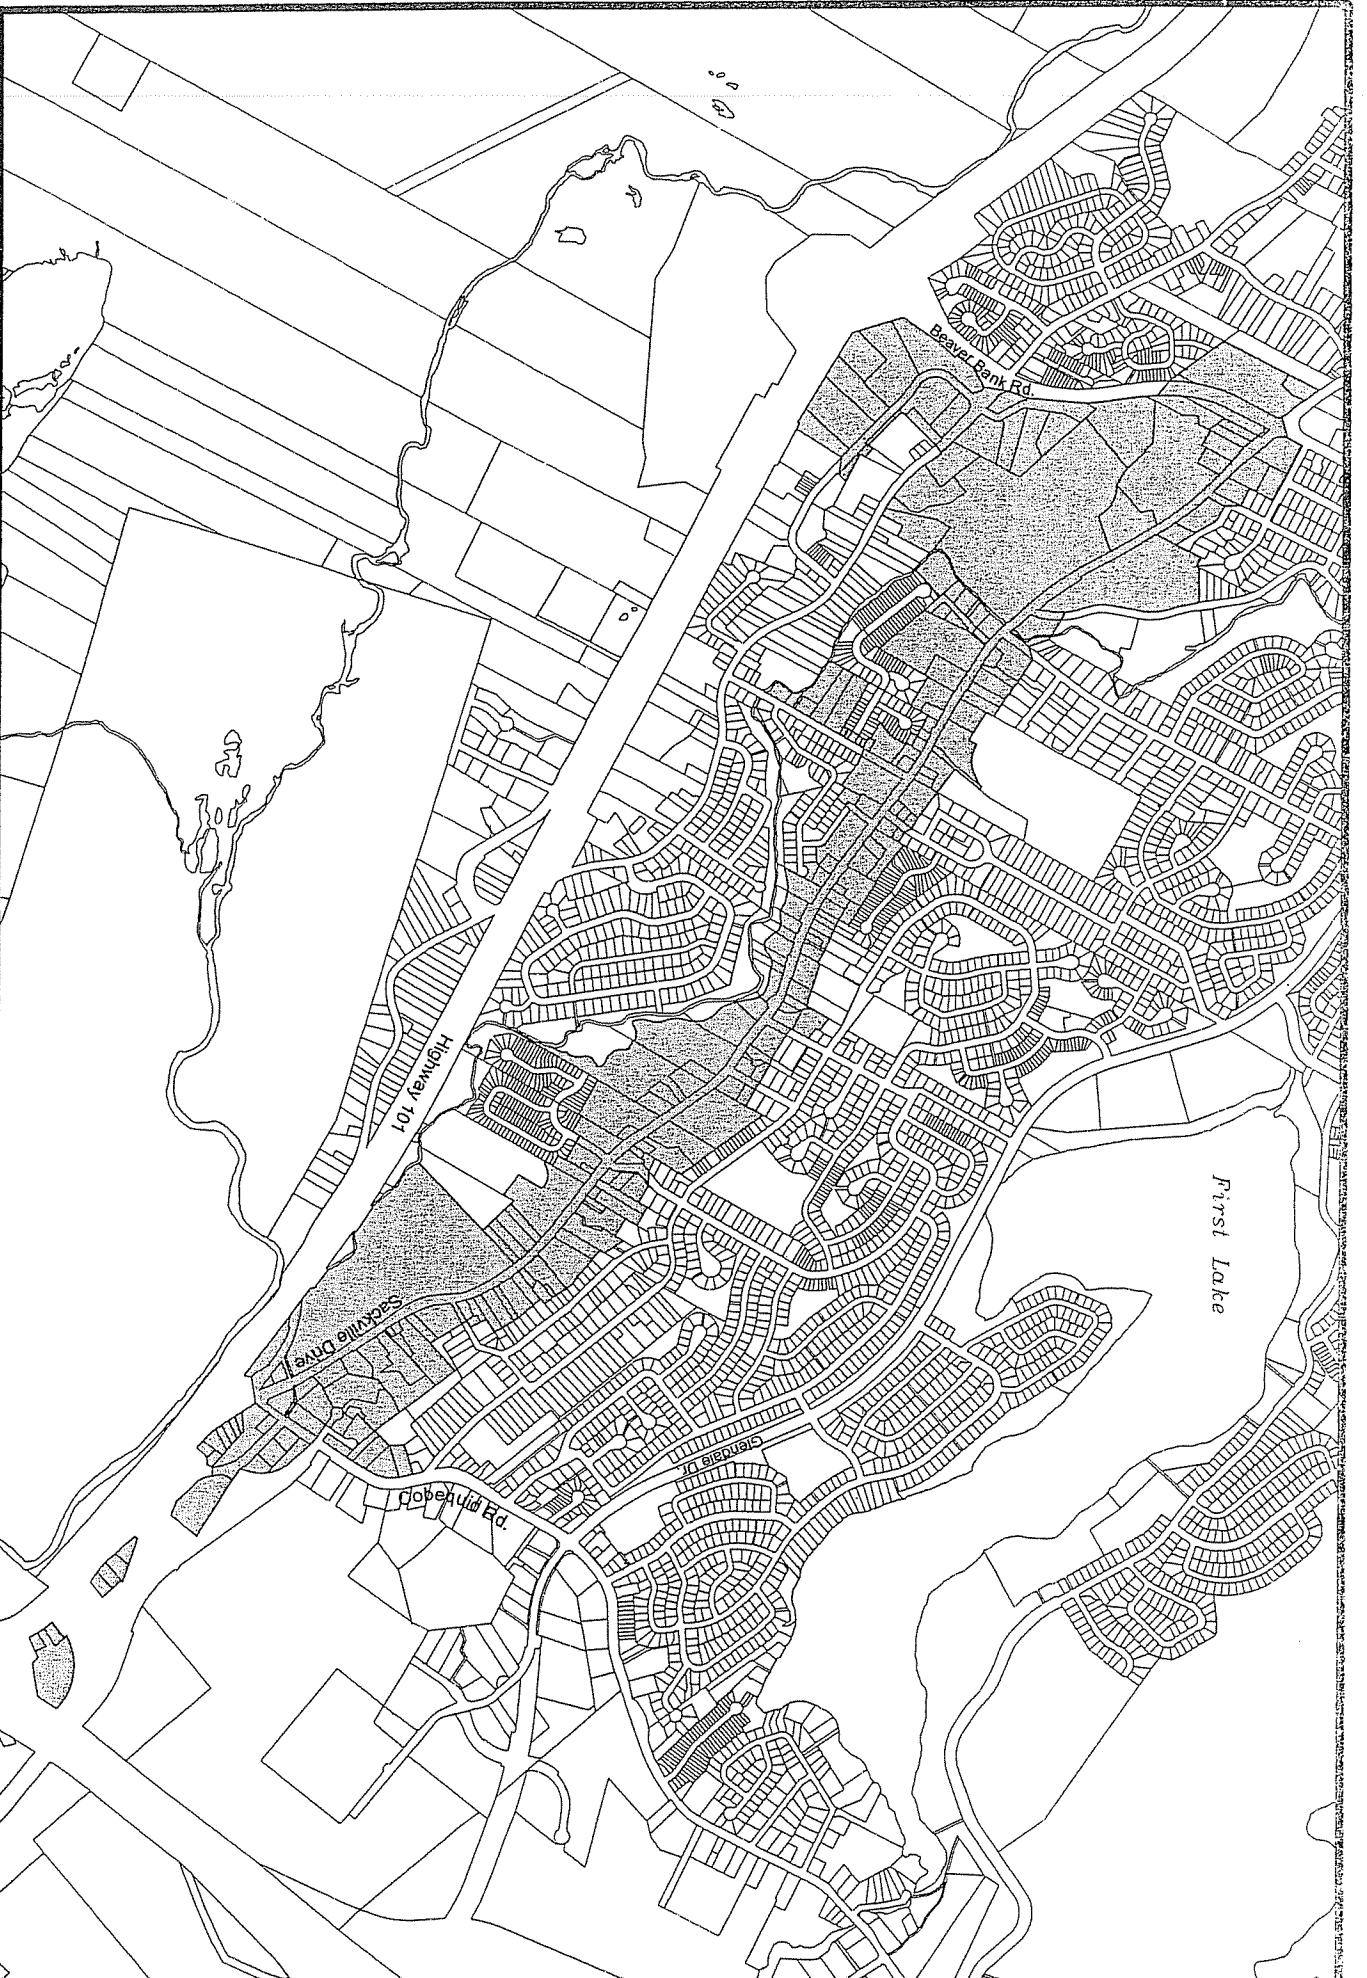 Beaver Bank Rd.
Highway 101
First Lake
Sackville Drive
Glendale Dr
Cobequid Rd.